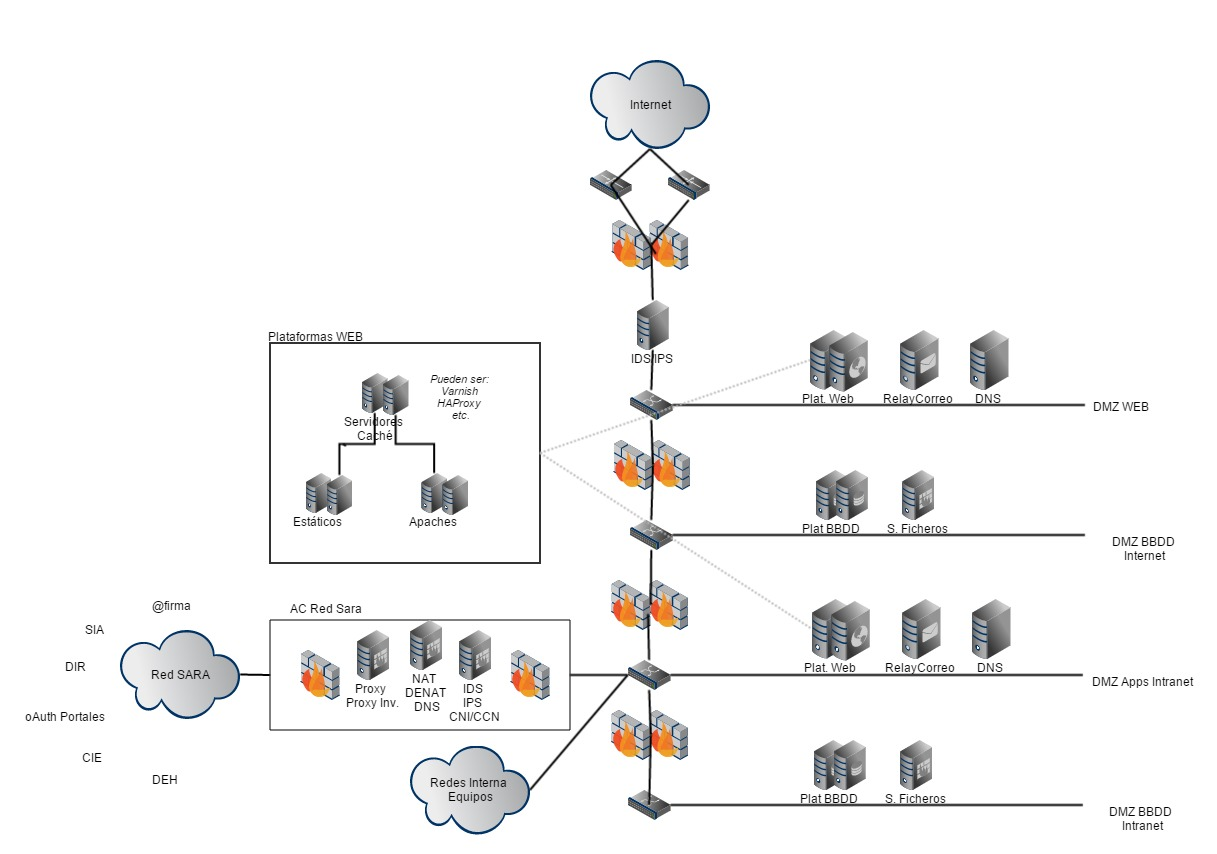 Internet
IDS/IPS
Plataformas WEB
Pueden ser:
Varnish
HAProxy
etc.
Servidores
Caché
Estáticos
Apaches
Plat. Web
RelayCorreo
DNS
DMZ WEB
Plat BBDD
S. Ficheros
DMZ BBDD
Internet
@firma
SIA
DIR
oAuth Portales
CIE
DEH
Red SARA
AC Red Sara
Proxy
Proxy Inv.
NAT
DENAT
DNS
IDS
IPS
CNI/CCN
Plat. Web
RelayCorreo
DNS
DMZ Apps Intranet
Redes Interna
Equipos
Plat BBDD
S. Ficheros
DMZ BBDD
Intranet